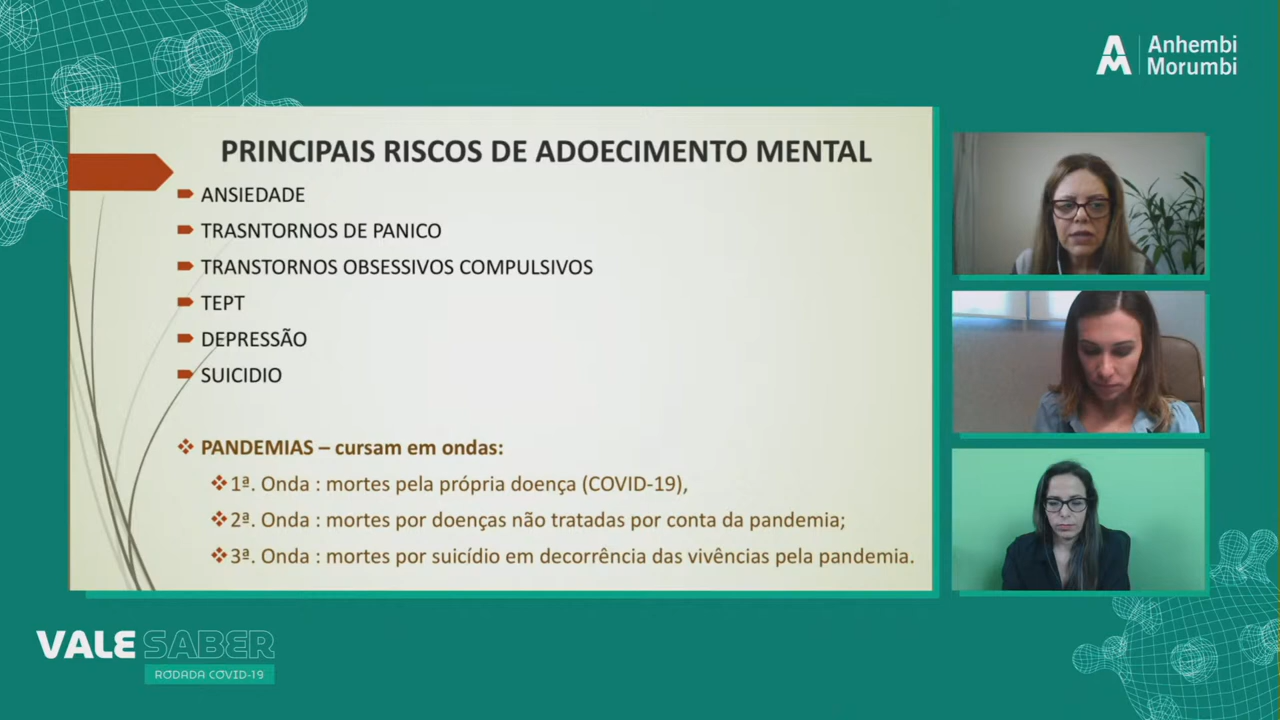 Anhembi
Morumbi
PRINCIPAIS RISCOS DE ADOECIMENTO MENTAL
ANSIEDADE
TRASNTORNOS DE PANICO
TRANSTORNOS OBSESSIVOS COMPULSIVOS
TEPT
DEPRESSÃO
SUICIDIO
PANDEMIAS – cursam em ondas:
1ª. Onda : mortes pela própria doença (COVID-19),
2ª. Onda : mortes por doenças não tratadas por conta da pandemia;
3ª. Onda : mortes por suicídio em decorrência das vivências pela pandemia.
VALE SABER
RODADA COVID-19